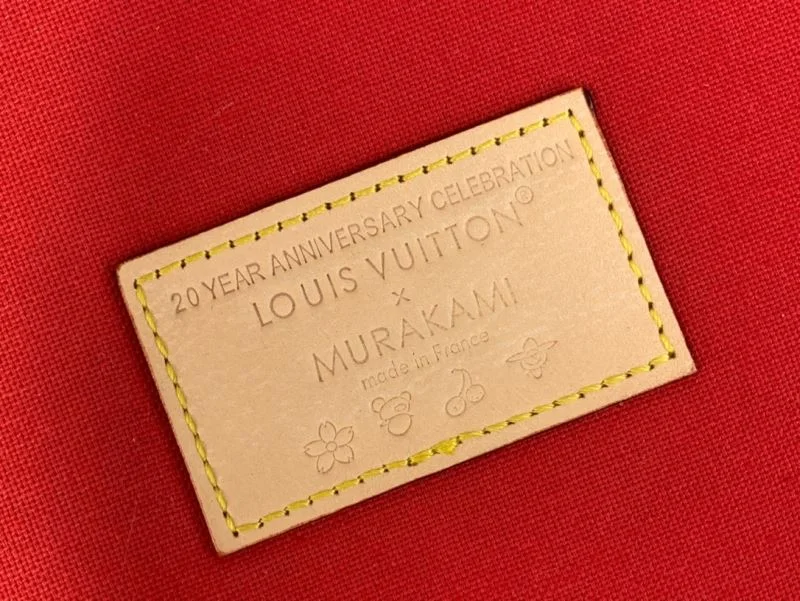 20 YEAR ANNIVERSARY CELEBRATION
LOUIS VUITTON®
×
MURAKAMI
made in France